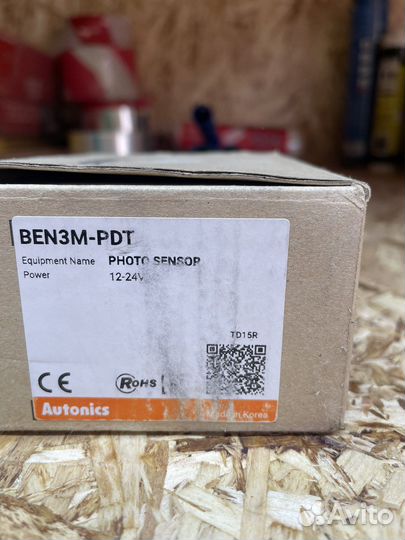 BEN3M-PDT
Equipment Name PHOTO SENSOR
Power 12-24V
TD15R
CE RoHS
Autonics Made in Korea
Avito